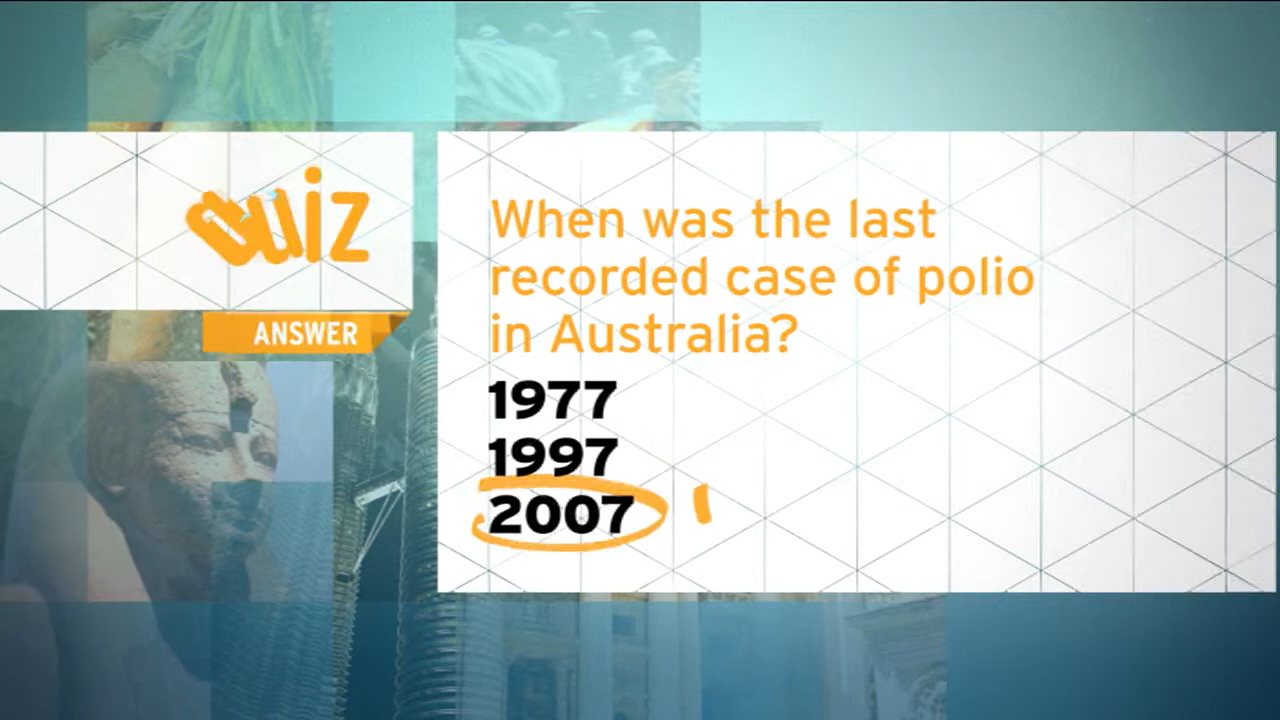 Quiz
ANSWER
When was the last
recorded case of polio
in Australia?
1977
1997
2007